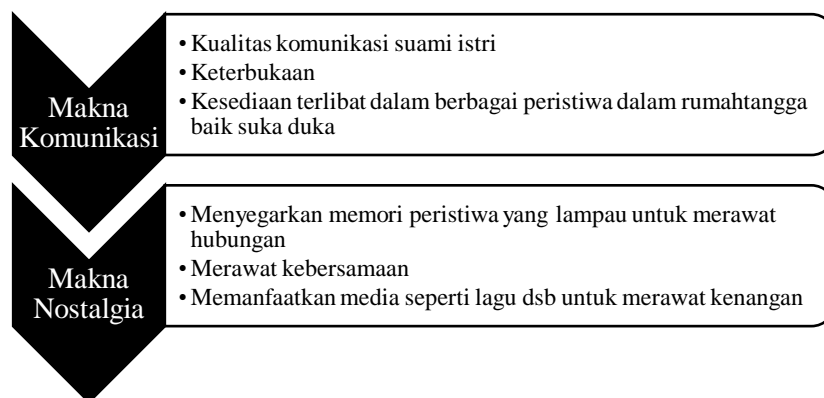 Makna
Komunikasi
• Kualitas komunikasi suami istri
• Keterbukaan
• Kesediaan terlibat dalam berbagai peristiwa dalam rumahtangga
baik suka duka
Makna
Nostalgia
• Menyegarkan memori peristiwa yang lampau untuk merawat
hubungan
• Merawat kebersamaan
• Memanfaatkan media seperti lagu dsb untuk merawat kenangan